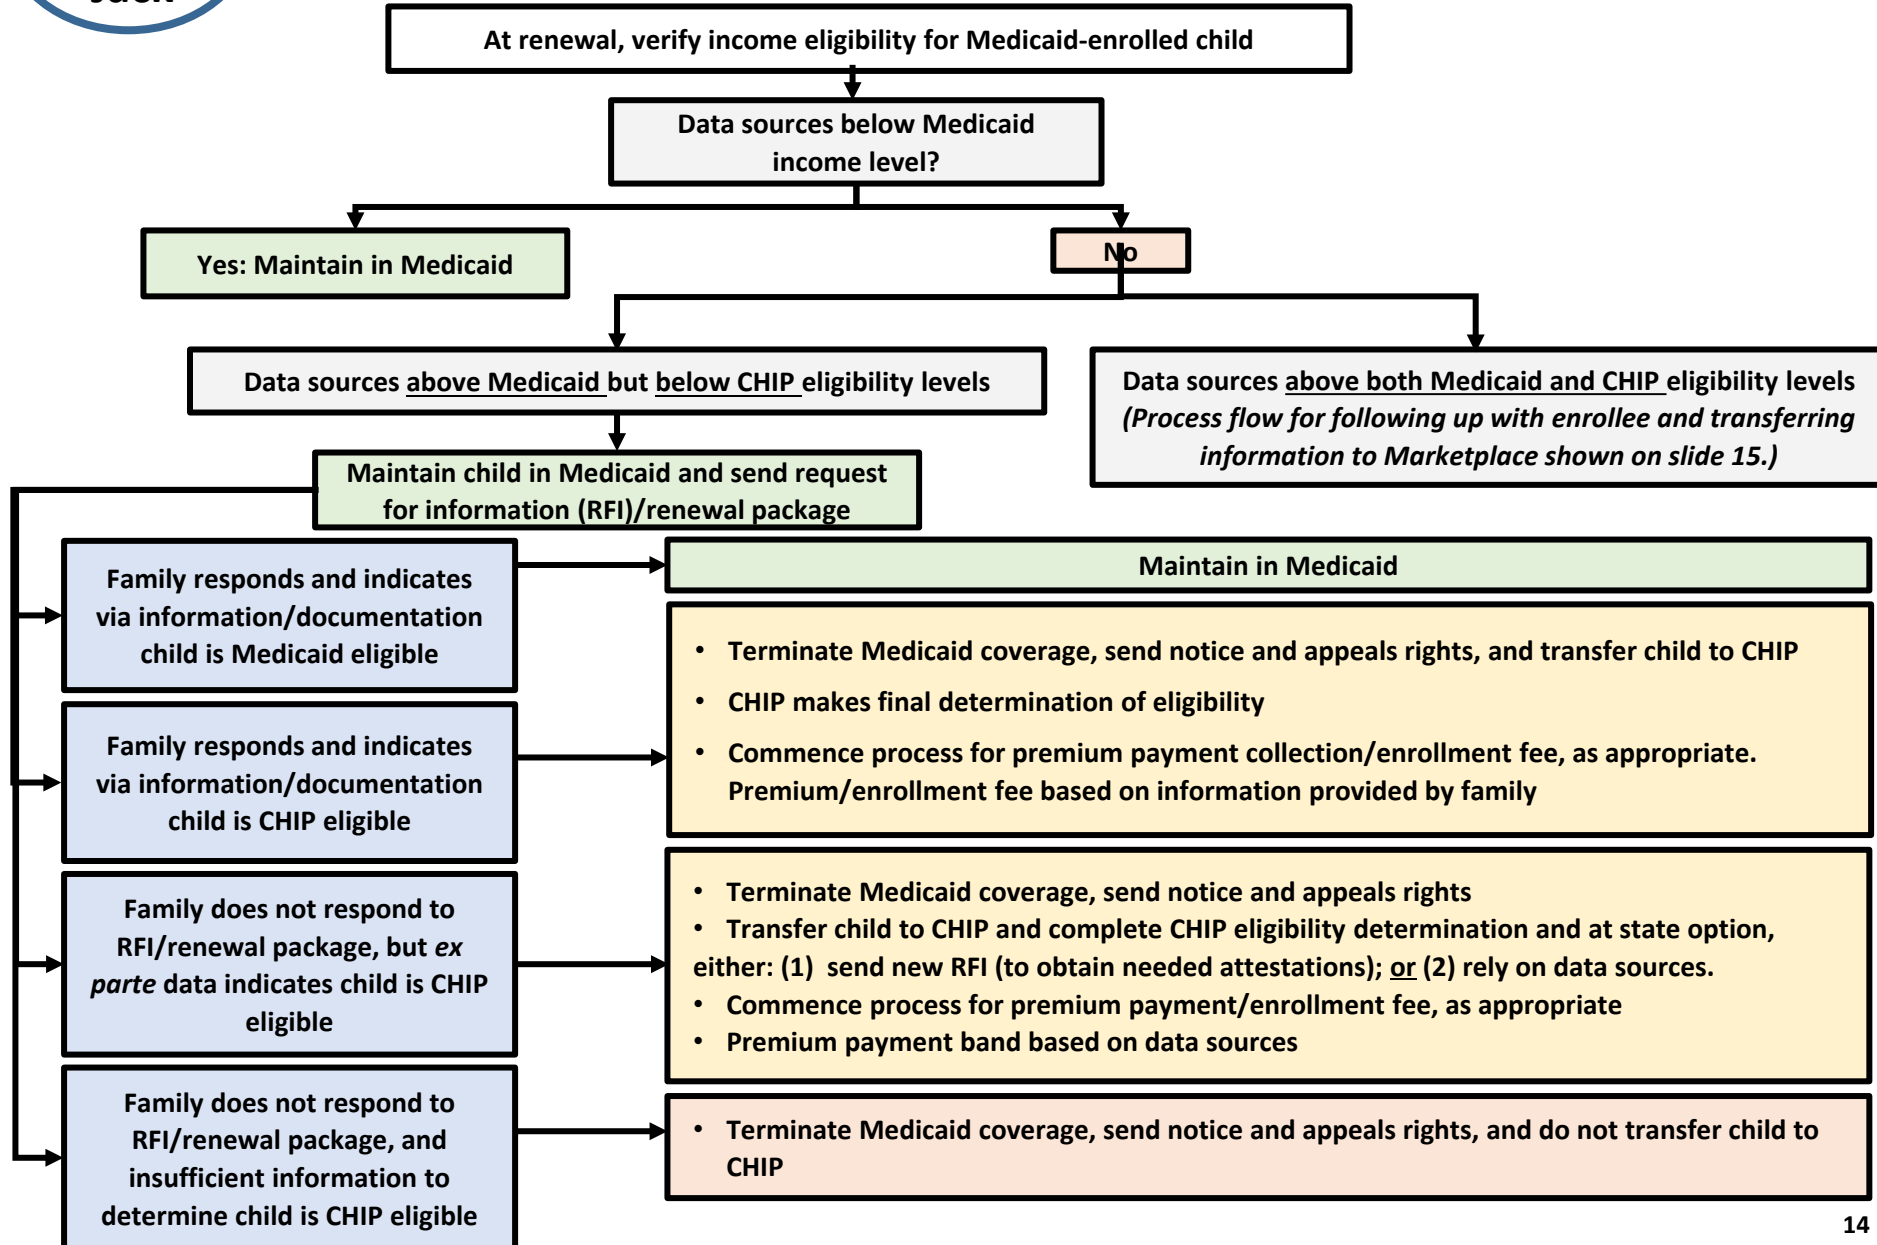 At renewal, verify income eligibility for Medicaid-enrolled child
Data sources below Medicaid
income level?
Yes: Maintain in Medicaid
No
Data sources above Medicaid but below CHIP eligibility levels
Data sources above both Medicaid and CHIP eligibility levels
(Process flow for following up with enrollee and transferring
information to Marketplace shown on slide 15.)
Maintain child in Medicaid and send request
for information (RFI)/renewal package
Family responds and indicates
via information/documentation
child is Medicaid eligible
Maintain in Medicaid
Family responds and indicates
via information/documentation
child is CHIP eligible
• Terminate Medicaid coverage, send notice and appeals rights, and transfer child to CHIP
• CHIP makes final determination of eligibility
• Commence process for premium payment collection/enrollment fee, as appropriate.
Premium/enrollment fee based on information provided by family
Family does not respond to
RFI/renewal package, but ex
parte data indicates child is CHIP
eligible
• Terminate Medicaid coverage, send notice and appeals rights
• Transfer child to CHIP and complete CHIP eligibility determination and at state option,
either: (1) send new RFI (to obtain needed attestations); or (2) rely on data sources.
• Commence process for premium payment/enrollment fee, as appropriate
• Premium payment band based on data sources
Family does not respond to
RFI/renewal package, and
insufficient information to
determine child is CHIP eligible
• Terminate Medicaid coverage, send notice and appeals rights, and do not transfer child to
CHIP
14